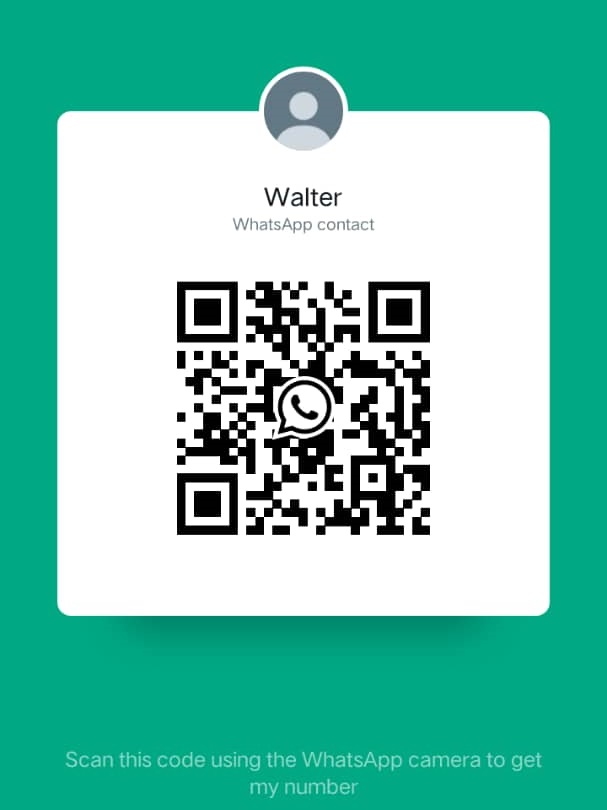 Walter
WhatsApp contact
Scan this code using the WhatsApp camera to get
my number